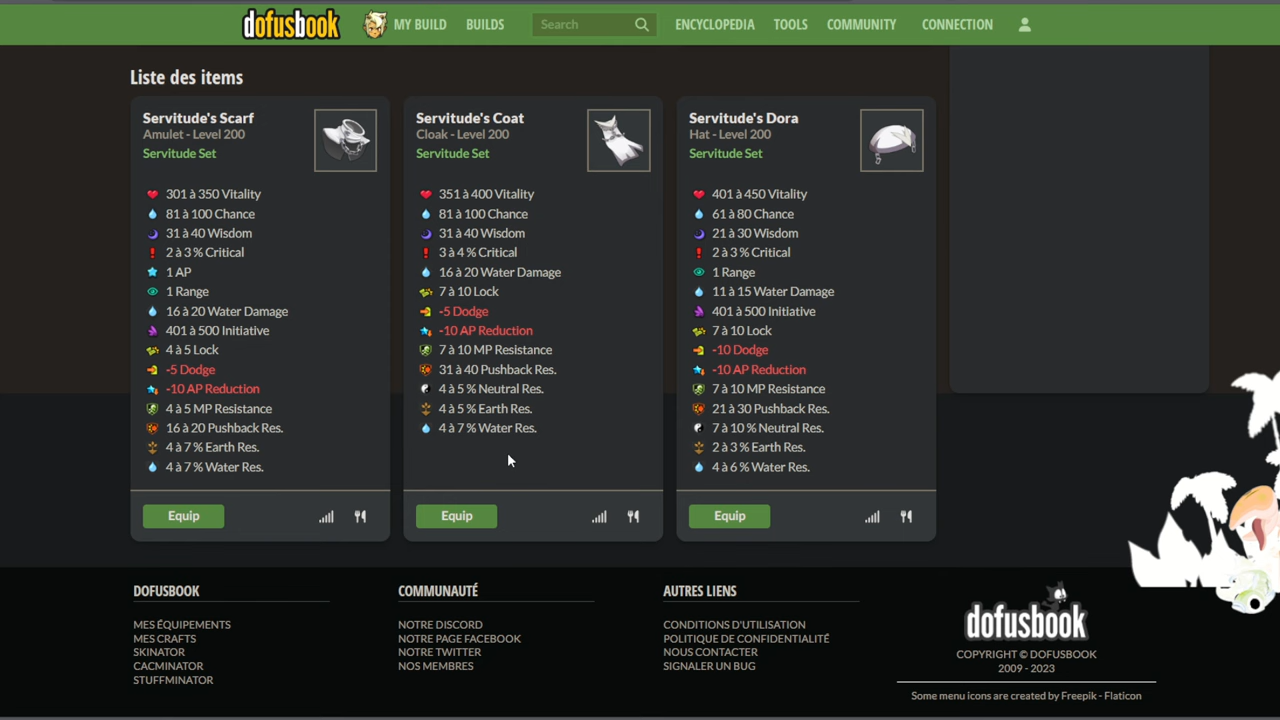 dofusbook
MY BUILD
BUILDS
Search
ENCYCLOPEDIA
TOOLS
COMMUNITY
CONNECTION
Liste des items
Servitude's Scarf
Amulet - Level 200
Servitude Set
301 à 350 Vitality
81 à 100 Chance
31 à 40 Wisdom
2 à 3 % Critical
1 AP
1 Range
16 à 20 Water Damage
401 à 500 Initiative
4 à 5 Lock
-5 Dodge
-10 AP Reduction
4 à 5 MP Resistance
16 à 20 Pushback Res.
4 à 7 % Earth Res.
4 à 7 % Water Res.
Equip
Servitude's Coat
Cloak - Level 200
Servitude Set
351 à 400 Vitality
81 à 100 Chance
31 à 40 Wisdom
3 à 4 % Critical
16 à 20 Water Damage
7 à 10 Lock
-5 Dodge
-10 AP Reduction
7 à 10 MP Resistance
31 à 40 Pushback Res.
4 à 5 % Neutral Res.
4 à 5 % Earth Res.
4 à 7 % Water Res.
Equip
Servitude's Dora
Hat - Level 200
Servitude Set
401 à 450 Vitality
61 à 80 Chance
21 à 30 Wisdom
2 à 3 % Critical
1 Range
11 à 15 Water Damage
401 à 500 Initiative
7 à 10 Lock
-10 Dodge
-10 AP Reduction
7 à 10 MP Resistance
21 à 30 Pushback Res.
7 à 10 % Neutral Res.
2 à 3 % Earth Res.
4 à 6 % Water Res.
Equip
DOFUSBOOK
MES ÉQUIPEMENTS
MES CRAFTS
SKINATOR
CACMINATOR
STUFFMINATOR
COMMUNAUTÉ
NOTRE DISCORD
NOTRE PAGE FACEBOOK
NOTRE TWITTER
NOS MEMBRES
AUTRES LIENS
CONDITIONS D'UTILISATION
POLITIQUE DE CONFIDENTIALITÉ
NOUS CONTACTER
SIGNALER UN BUG
dofusbook
COPYRIGHT © DOFUSBOOK
2009 - 2023
Some menu icons are created by Freepik - Flaticon